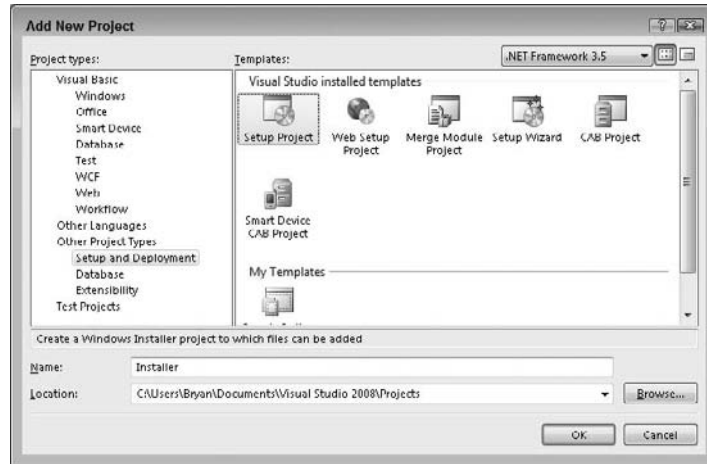 Add New Project
Project types:
Templates:
.NET Framework 3.5
Visual Basic
Windows
Office
Smart Device
Database
Test
WCF
Web
Workflow
Other Languages
Other Project Types
Setup and Deployment
Database
Extensibility
Test Projects
Visual Studio installed templates
Setup Project
Web Setup
Project
Merge Module
Project
Setup Wizard
CAB Project
Smart Device
CAB Project
My Templates
Create a Windows Installer project to which files can be added
Name:
Installer
Location:
C:\Users\Bryan\Documents\Visual Studio 2008\Projects
Browse...
OK
Cancel